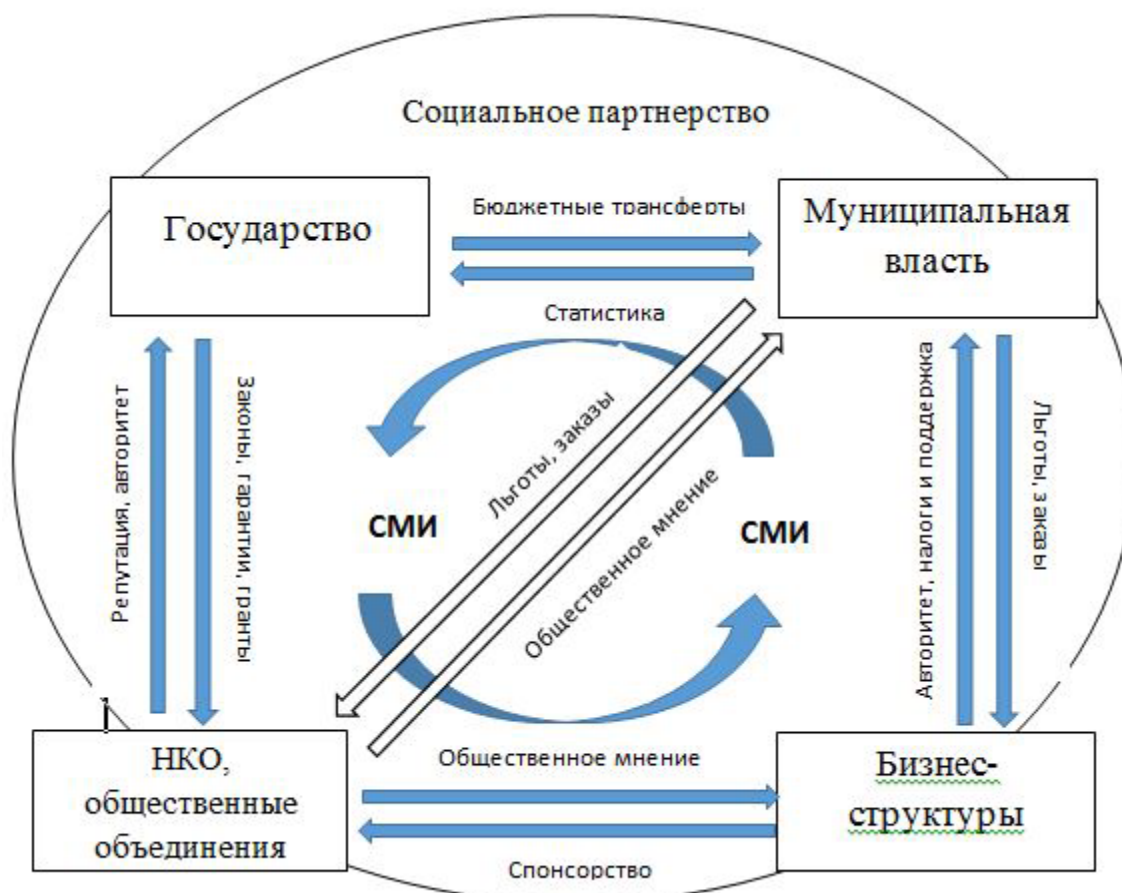 Социальное партнерство
Государство
Бюджетные трансферты
Муниципальная
власть
Статистика
Репутация, авторитет
Законы, гарантии, гранты
Льготы, заказы
Общественное мнение
Авторитет, налоги и поддержка
Льготы, заказы
СМИ
СМИ
НКО,
общественные
объединения
Общественное мнение
Спонсорство
Бизнес-
структуры